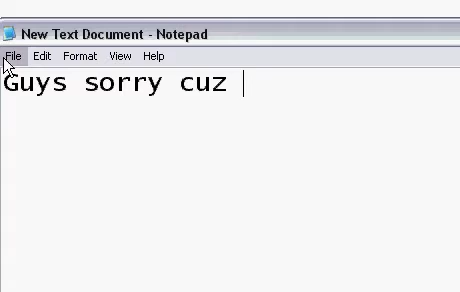 New Text Document - Notepad
File Edit Format View Help
Guys sorry cuz